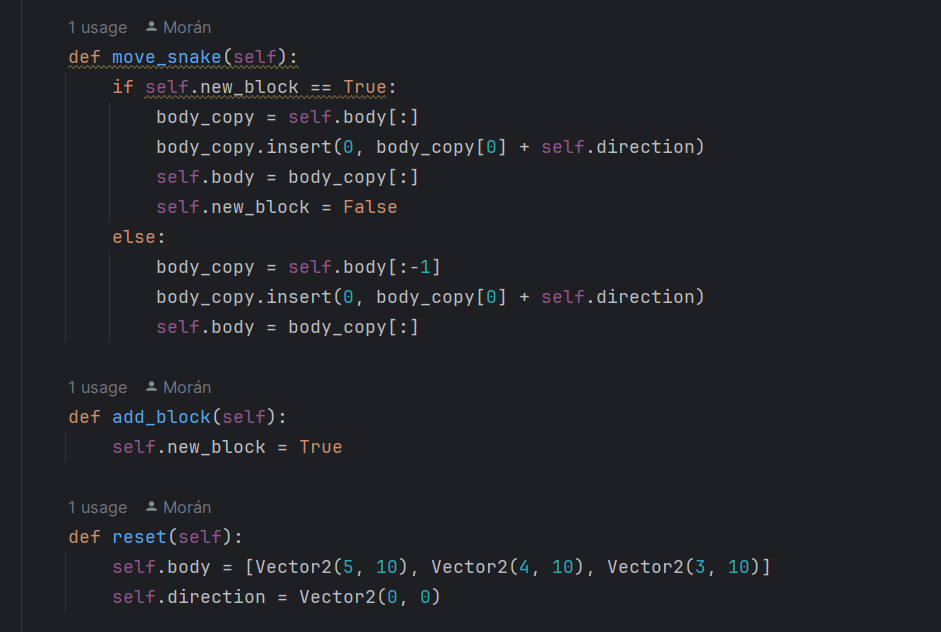 1 usage Morán
def move_snake(self):
    if self.new_block == True:
        body_copy = self.body[:]
        body_copy.insert(0, body_copy[0] + self.direction)
        self.body = body_copy[:]
        self.new_block = False
    else:
        body_copy = self.body[:-1]
        body_copy.insert(0, body_copy[0] + self.direction)
        self.body = body_copy[:]
1 usage Morán
def add_block(self):
    self.new_block = True
1 usage Morán
def reset(self):
    self.body = [Vector2(5, 10), Vector2(4, 10), Vector2(3, 10)]
    self.direction = Vector2(0, 0)